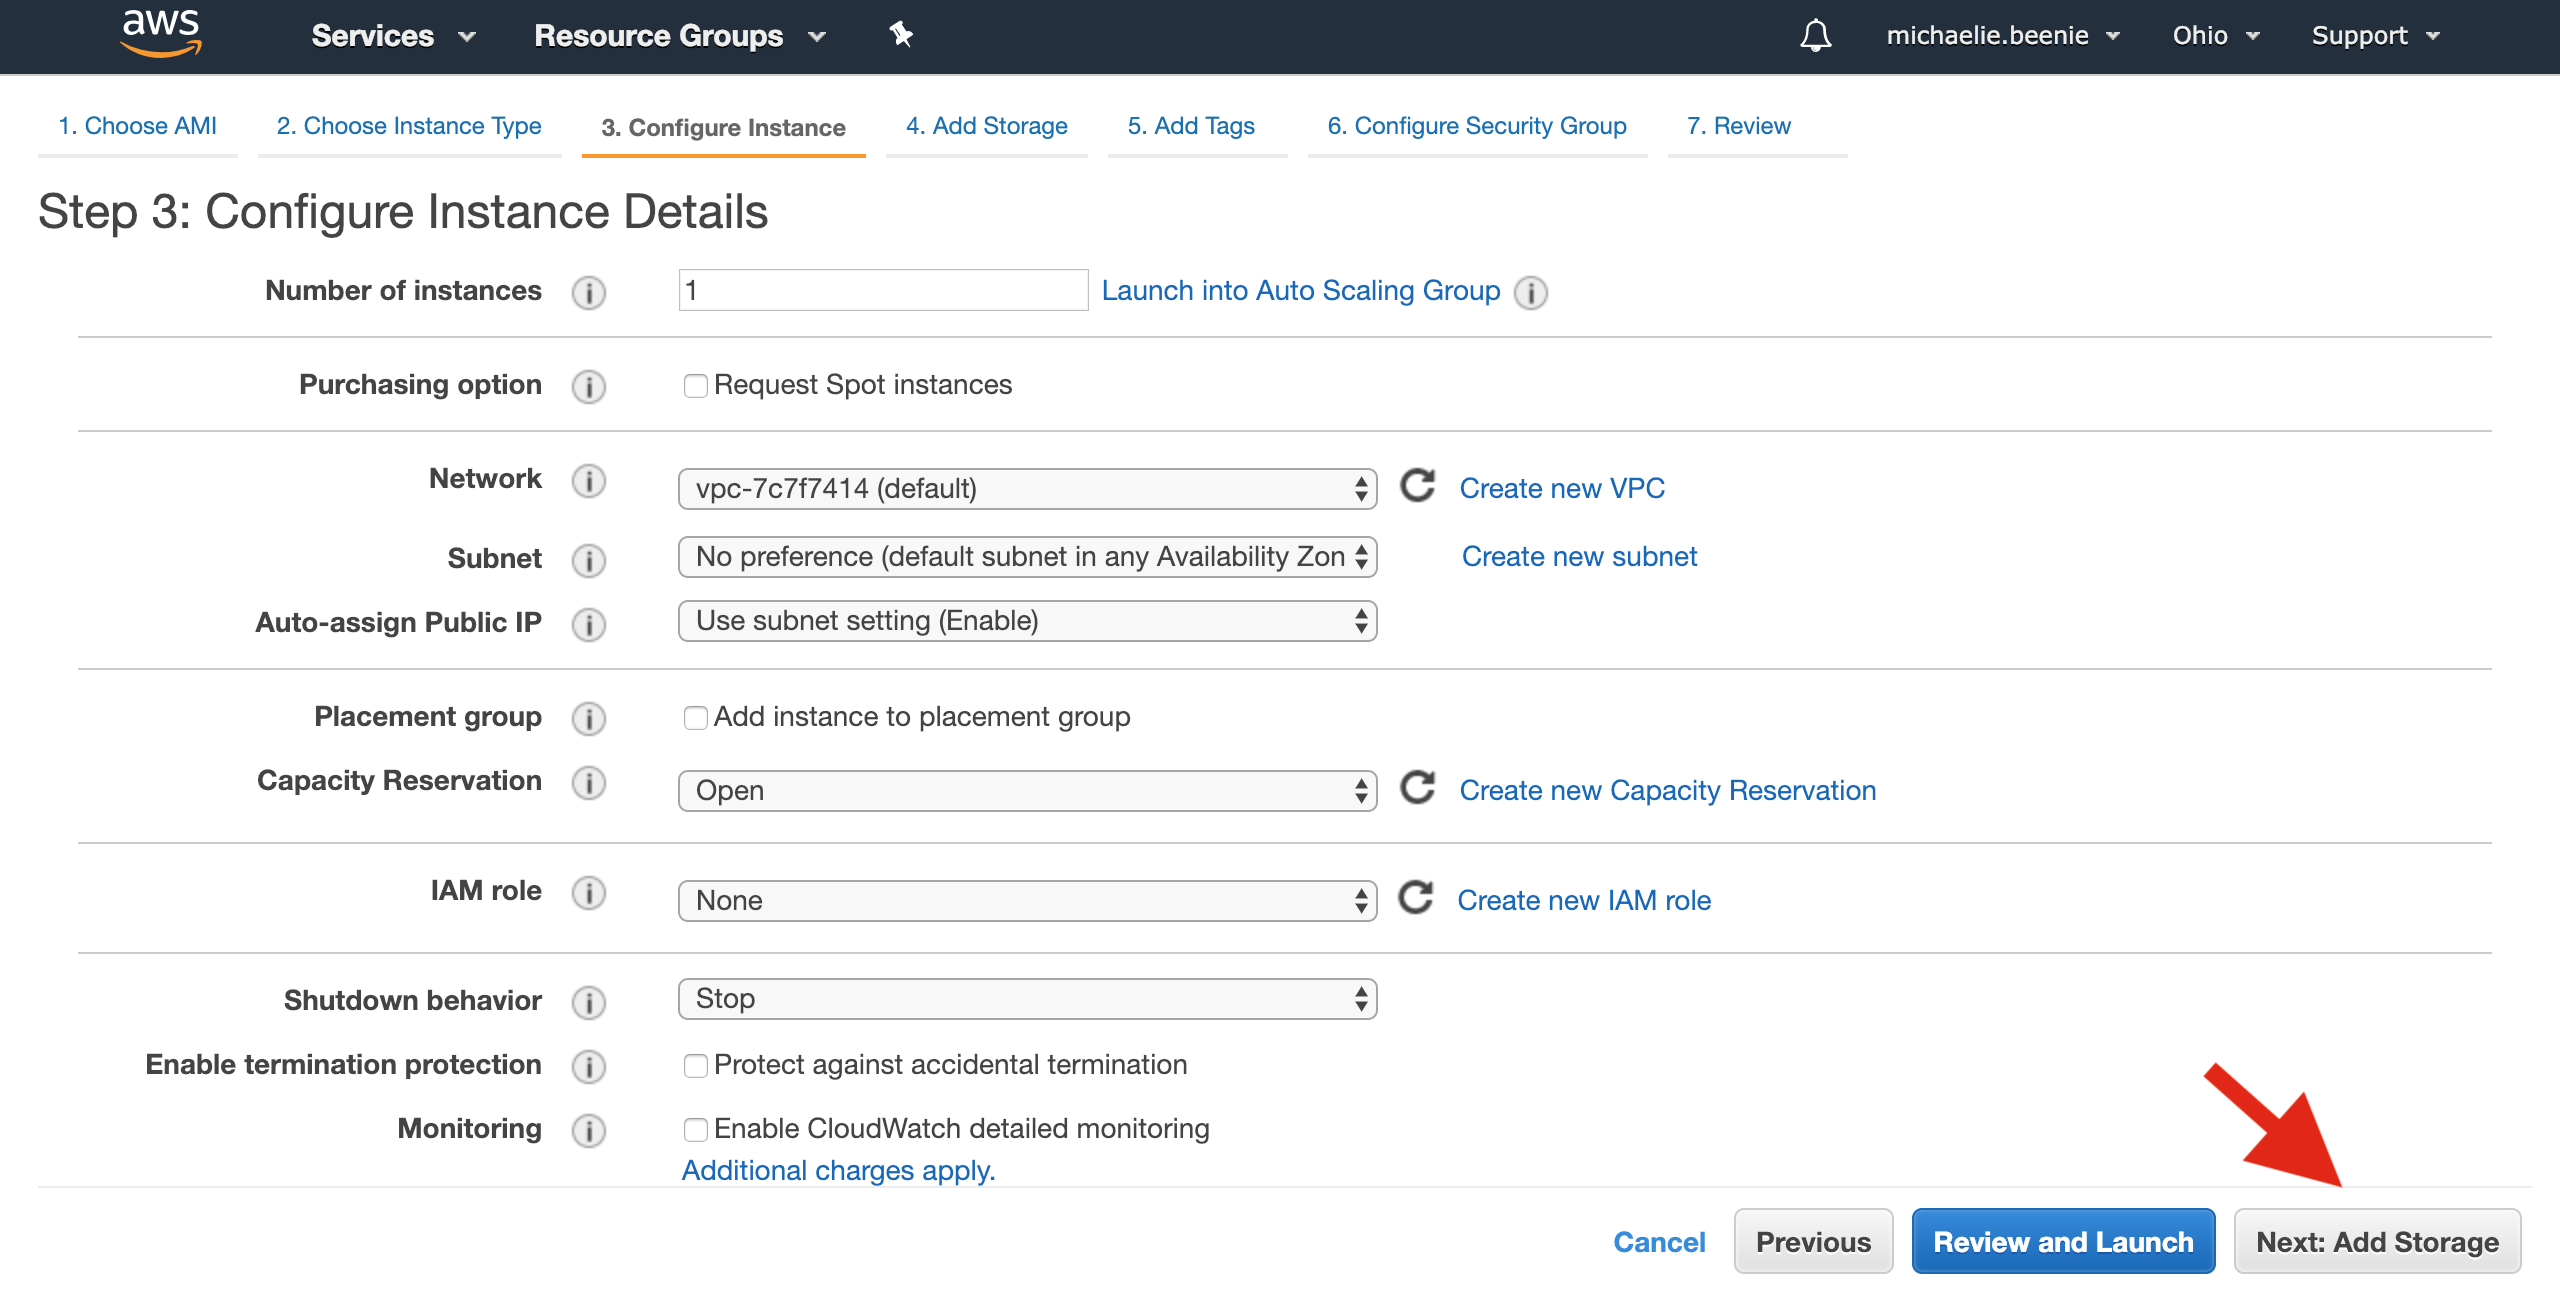 aws Services Resource Groups michaelie.beenie Ohio Support
1. Choose AMI 2. Choose Instance Type 3. Configure Instance 4. Add Storage 5. Add Tags 6. Configure Security Group 7. Review
Step 3: Configure Instance Details
Number of instances 1 Launch into Auto Scaling Group
Purchasing option Request Spot instances
Network vpc-7c7f7414 (default) Create new VPC
Subnet No preference (default subnet in any Availability Zon Create new subnet
Auto-assign Public IP Use subnet setting (Enable)
Placement group Add instance to placement group
Capacity Reservation Open Create new Capacity Reservation
IAM role None Create new IAM role
Shutdown behavior Stop
Enable termination protection Protect against accidental termination
Monitoring Enable CloudWatch detailed monitoring
Additional charges apply.
Cancel Previous Review and Launch Next: Add Storage